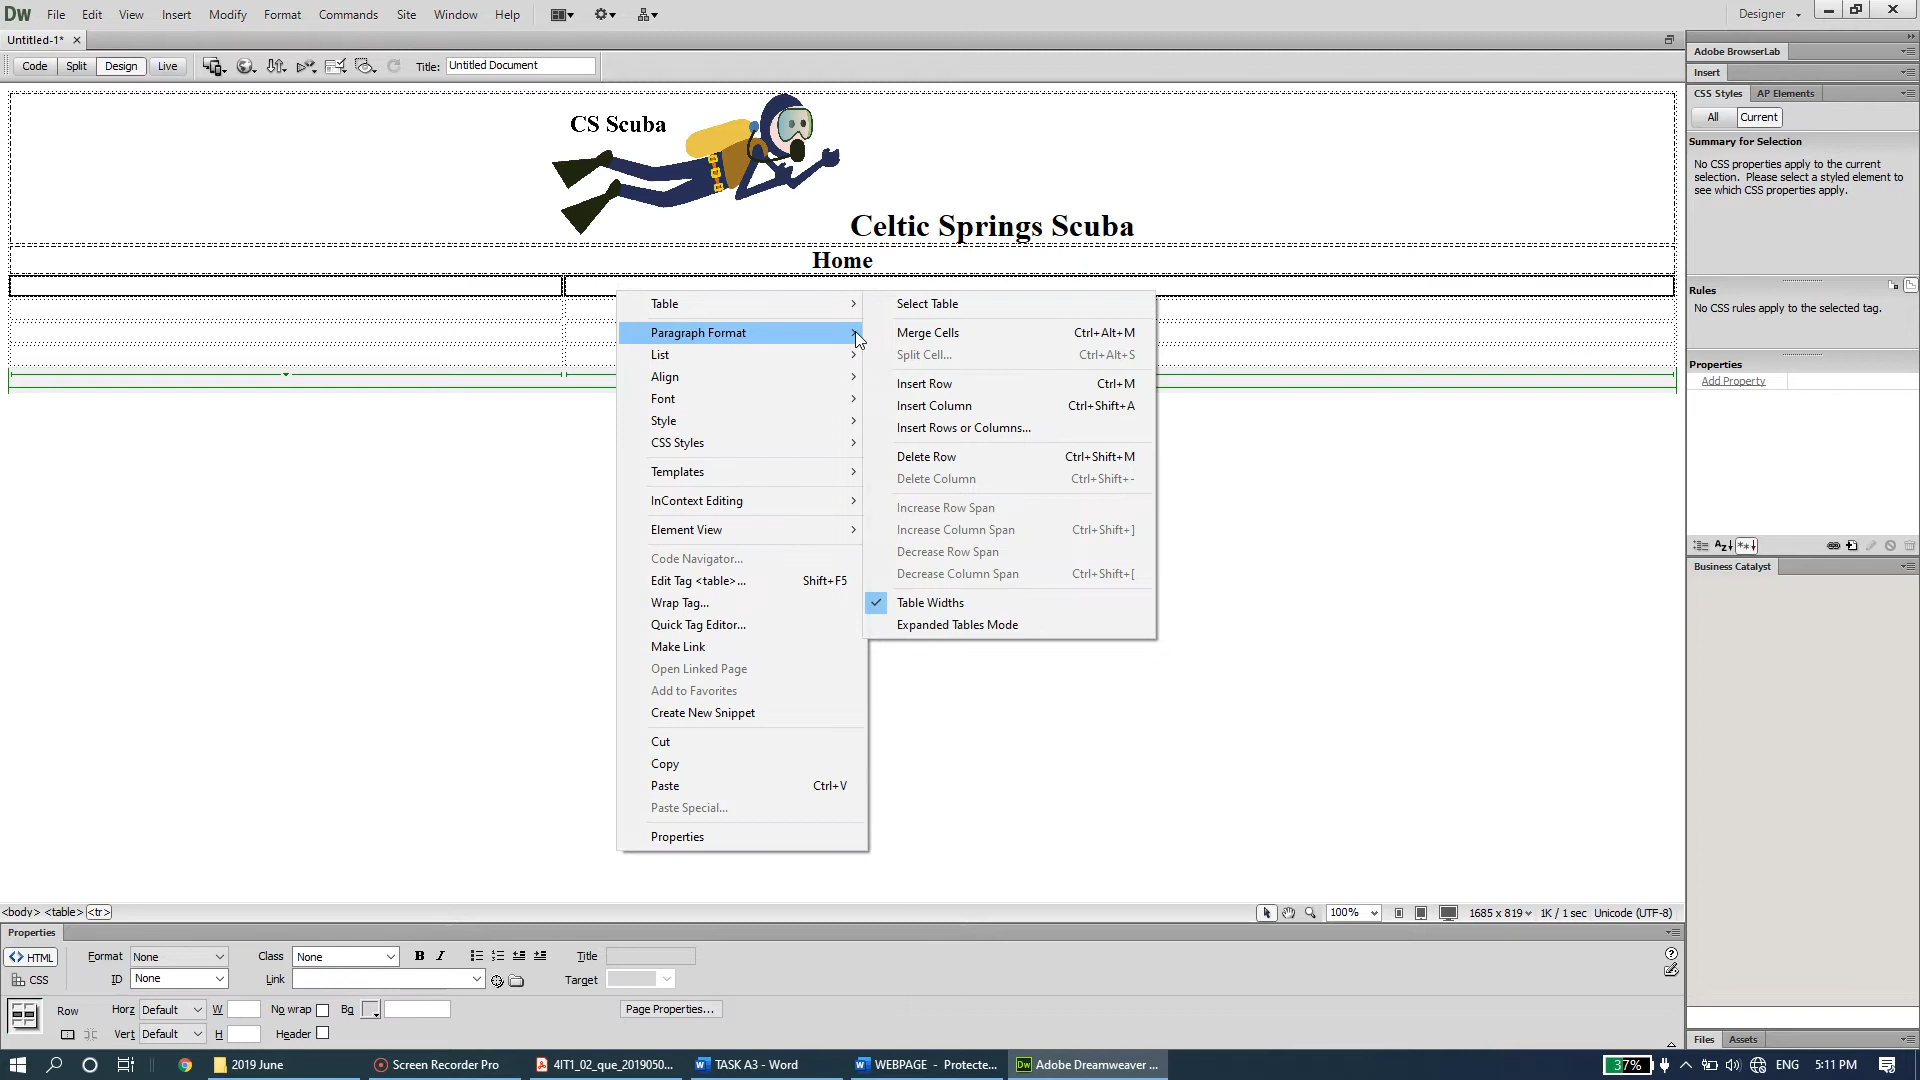 Dw File Edit View Insert Modify Format Commands Site Window Help Designer
Untitled-1*
Code Split Design Live Title: Untitled Document
CS Scuba
Celtic Springs Scuba
Home
Table
Paragraph Format
List
Align
Font
Style
CSS Styles
Templates
InContext Editing
Element View
Code Navigator...
Edit Tag <table>... Shift+F5
Wrap Tag...
Quick Tag Editor...
Make Link
Open Linked Page
Add to Favorites
Create New Snippet
Cut
Copy
Paste Ctrl+V
Paste Special...
Properties
Select Table
Merge Cells Ctrl+Alt+M
Split Cell... Ctrl+Alt+S
Insert Row Ctrl+M
Insert Column Ctrl+Shift+A
Insert Rows or Columns...
Delete Row Ctrl+Shift+M
Delete Column Ctrl+Shift+-
Increase Row Span
Increase Column Span Ctrl+Shift+]
Decrease Row Span
Decrease Column Span Ctrl+Shift+[
Table Widths
Expanded Tables Mode
Adobe BrowserLab
Insert
CSS Styles AP Elements
All Current
Summary for Selection
No CSS properties apply to the current
selection. Please select a styled element to
see which CSS properties apply.
Rules
No CSS rules apply to the selected tag.
Properties
Add Property
Business Catalyst
Files Assets
<body> <table> <tr> 100% 1685 x 819 1K / 1 sec Unicode (UTF-8)
Properties
<> HTML Format None Class None B I Title
CSS ID None Link Target
Row Horz Default W No wrap Bg Page Properties...
Vert Default H Header
2019 June Screen Recorder Pro 4IT1_02_que_2019050... TASK A3 - Word WEBPAGE - Protecte... Dw Adobe Dreamweaver ... 37% ENG 5:11 PM